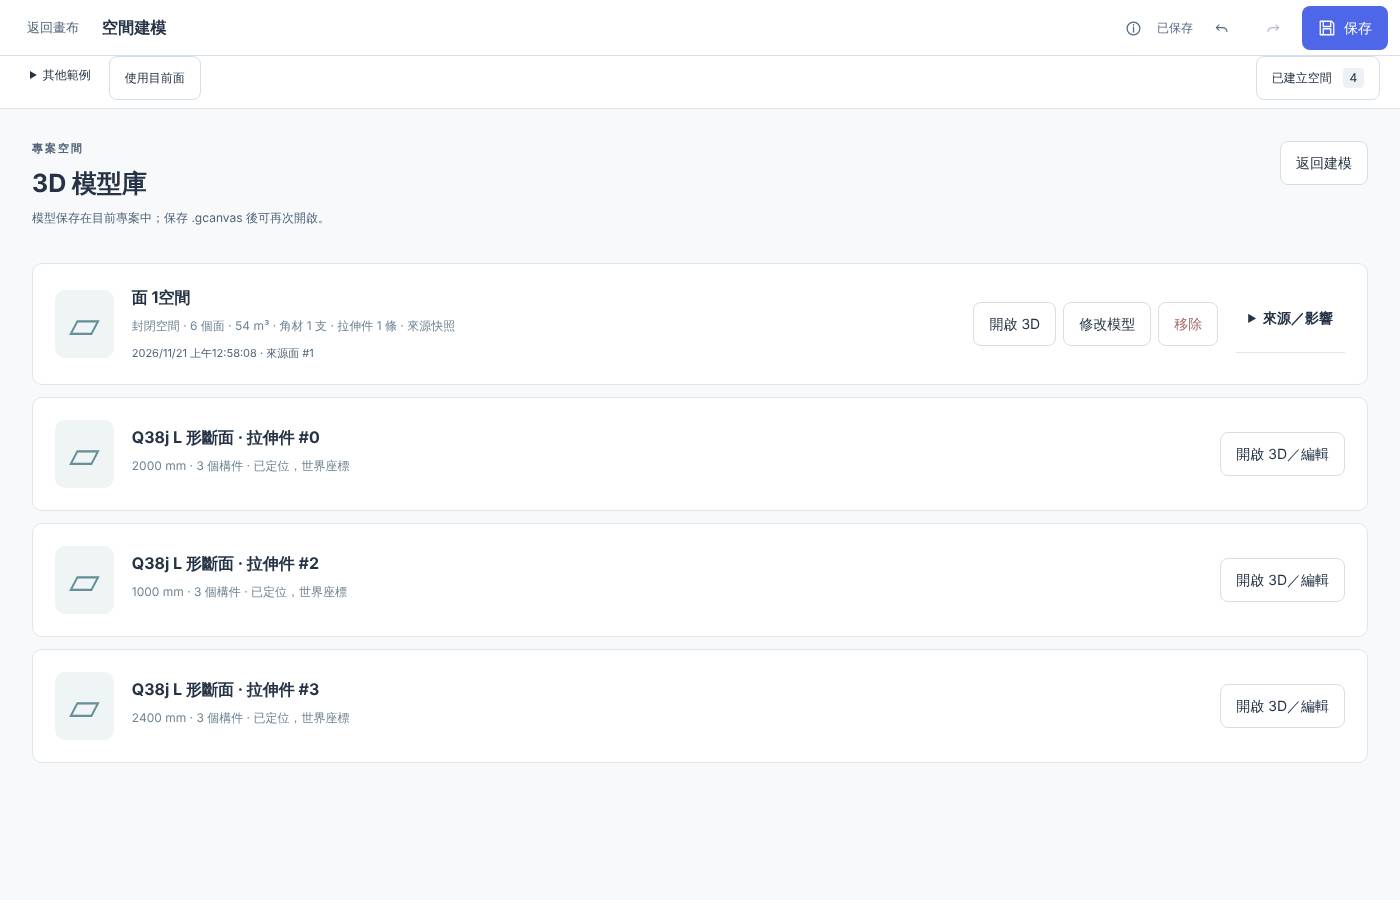 返回畫布 空間建模 已保存 保存
其他範例 使用目前面 已建立空間 4
專案空間
3D 模型庫
返回建模
模型保存在目前專案中；保存 .gcanvas 後可再次開啟。
面 1空間
封閉空間 · 6 個面 · 54 m³ · 角材 1 支 · 拉伸件 1 條 · 來源快照
2026/11/21 上午12:58:08 · 來源面 #1
開啟 3D 修改模型 移除 來源／影響
Q38j L 形斷面 · 拉伸件 #0
2000 mm · 3 個構件 · 已定位，世界座標
開啟 3D／編輯
Q38j L 形斷面 · 拉伸件 #2
1000 mm · 3 個構件 · 已定位，世界座標
開啟 3D／編輯
Q38j L 形斷面 · 拉伸件 #3
2400 mm · 3 個構件 · 已定位，世界座標
開啟 3D／編輯